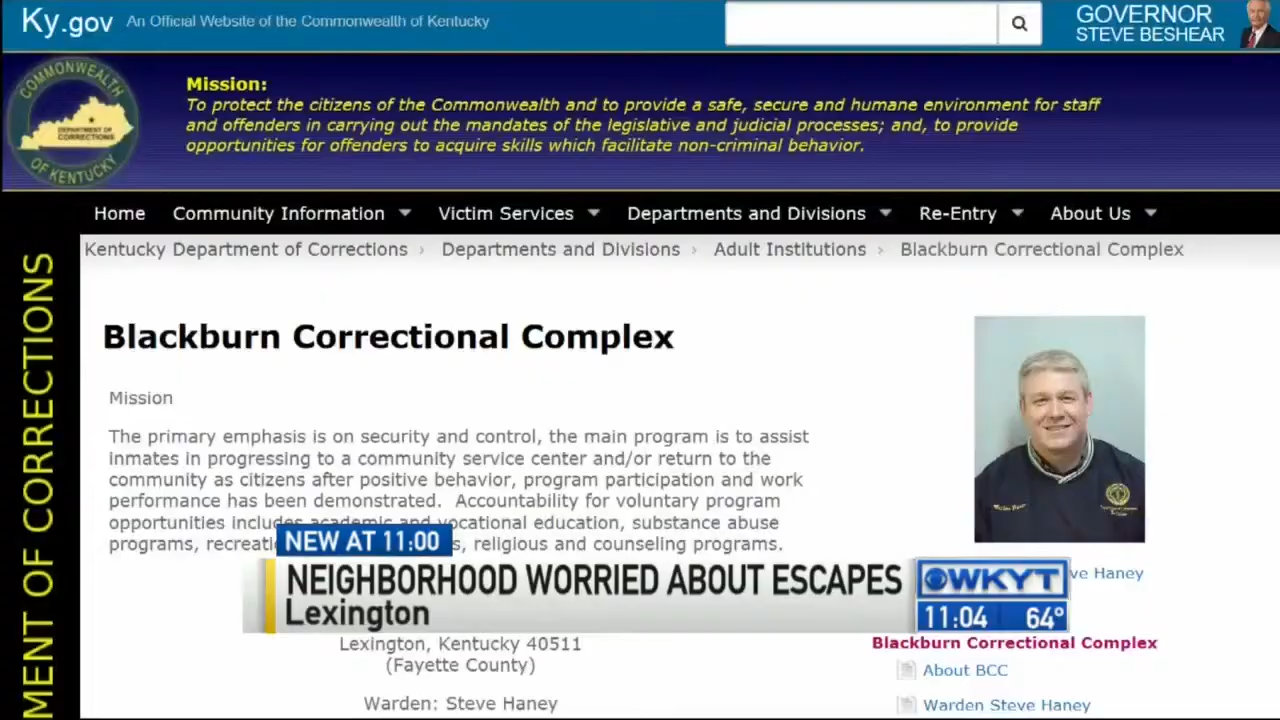 Ky.gov An Official Website of the Commonwealth of Kentucky
GOVERNOR
STEVE BESHEAR
COMMONWEALTH
DEPARTMENT OF
CORRECTIONS
OF KENTUCKY
Mission:
To protect the citizens of the Commonwealth and to provide a safe, secure and humane environment for staff
and offenders in carrying out the mandates of the legislative and judicial processes; and, to provide
opportunities for offenders to acquire skills which facilitate non-criminal behavior.
Home Community Information Victim Services Departments and Divisions Re-Entry About Us
Kentucky Department of Corrections › Departments and Divisions › Adult Institutions › Blackburn Correctional Complex
MENT OF CORRECTIONS
Blackburn Correctional Complex
Mission
The primary emphasis is on security and control, the main program is to assist
inmates in progressing to a community service center and/or return to the
community as citizens after positive behavior, program participation and work
performance has been demonstrated. Accountability for voluntary program
opportunities includes academic and vocational education, substance abuse
programs, recreati s, religious and counseling programs.
NEW AT 11:00
NEIGHBORHOOD WORRIED ABOUT ESCAPES
Lexington
WKYT
11:04 64°
ve Haney
Lexington, Kentucky 40511
(Fayette County)
Warden: Steve Haney
Blackburn Correctional Complex
About BCC
Warden Steve Haney